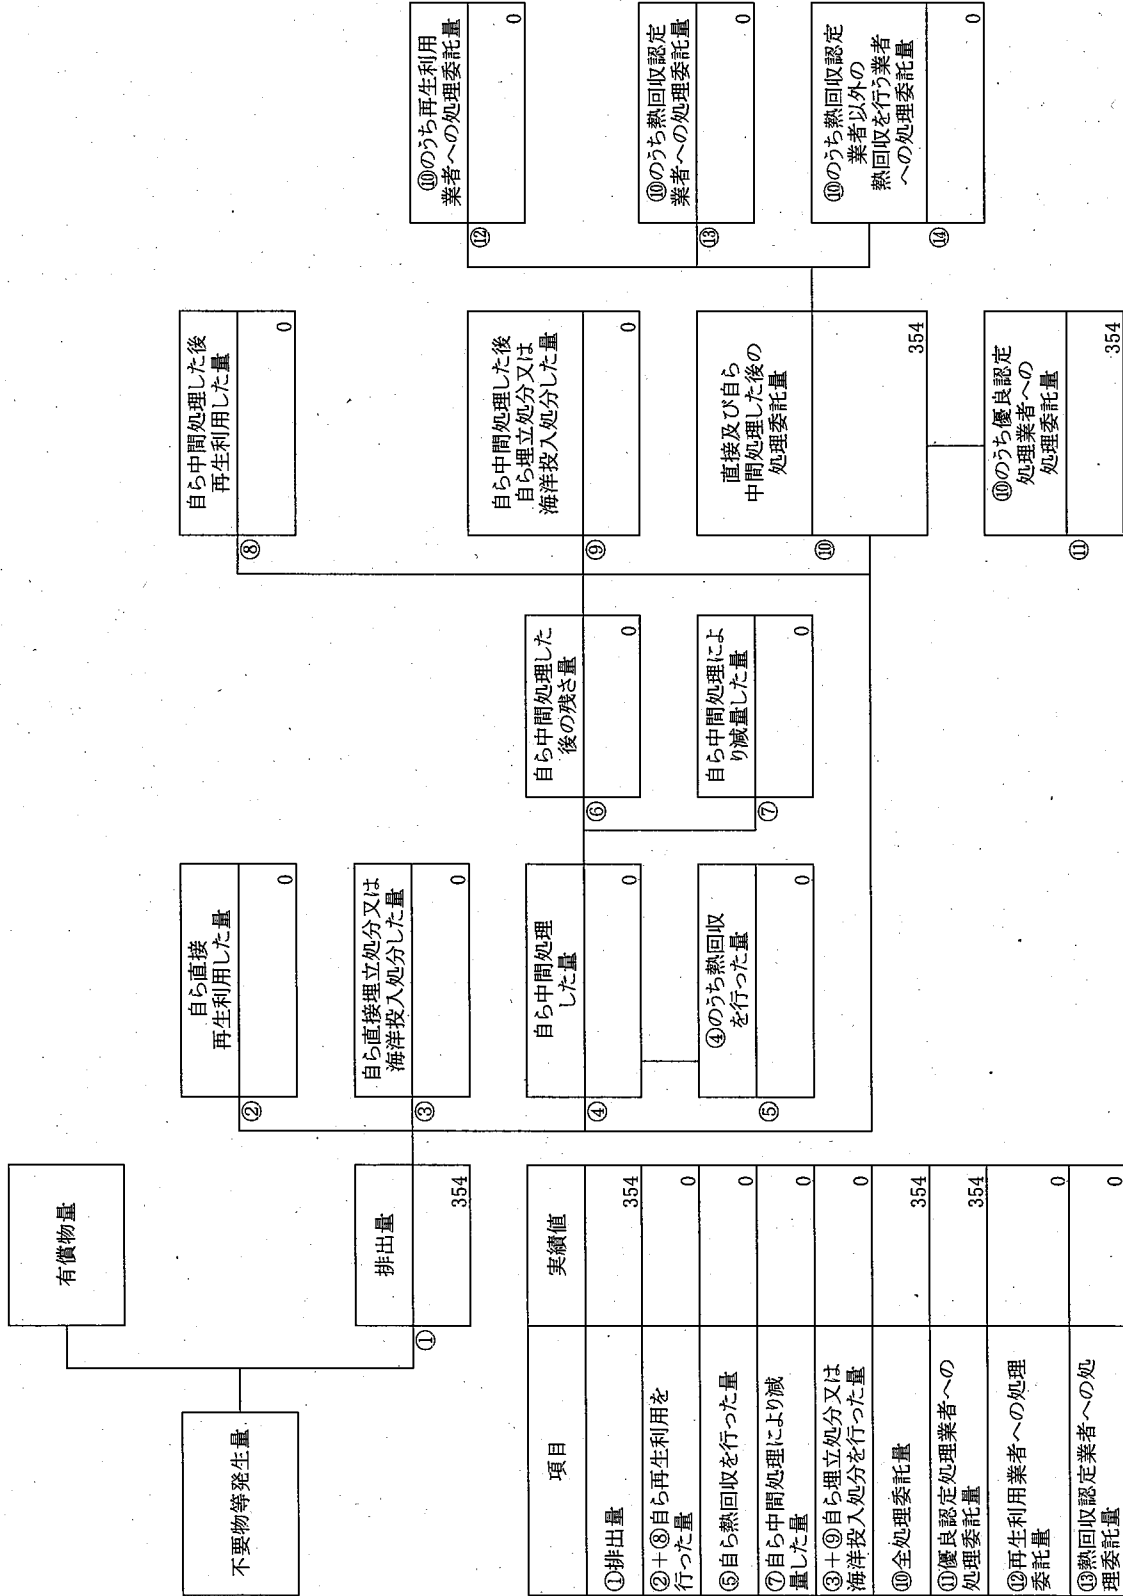 不要物等発生量
有償物量
①
排出量
354
②
自ら直接
再生利用した量
0
③
自ら直接埋立処分又は
海洋投入処分した量
0
④
自ら中間処理
した量
0
⑤
④のうち熱回収
を行った量
0
⑥
自ら中間処理した
後の残さ量
0
⑦
自ら中間処理によ
り減量した量
0
⑧
自ら中間処理した後
再生利用した量
0
⑨
自ら中間処理した後
自ら埋立処分又は
海洋投入処分した量
0
⑩
直接及び自ら
中間処理した後の
処理委託量
354
⑪
⑩のうち優良認定
処理業者への
処理委託量
354
⑫
⑩のうち再生利用
業者への処理委託量
0
⑬
⑩のうち熱回収認定
業者への処理委託量
0
⑭
⑩のうち熱回収認定
業者以外の
熱回収を行う業者
への処理委託量
0
項目 実績値
①排出量 354
②+⑧自ら再生利用を
行った量 0
⑤自ら熱回収を行った量 0
⑦自ら中間処理により減
量した量 0
③+⑨自ら埋立処分又は
海洋投入処分を行った量 0
⑩全処理委託量 354
⑪優良認定処理業者への
処理委託量 354
⑫再生利用業者への処理
委託量 0
⑬熱回収認定業者への処
理委託量 0